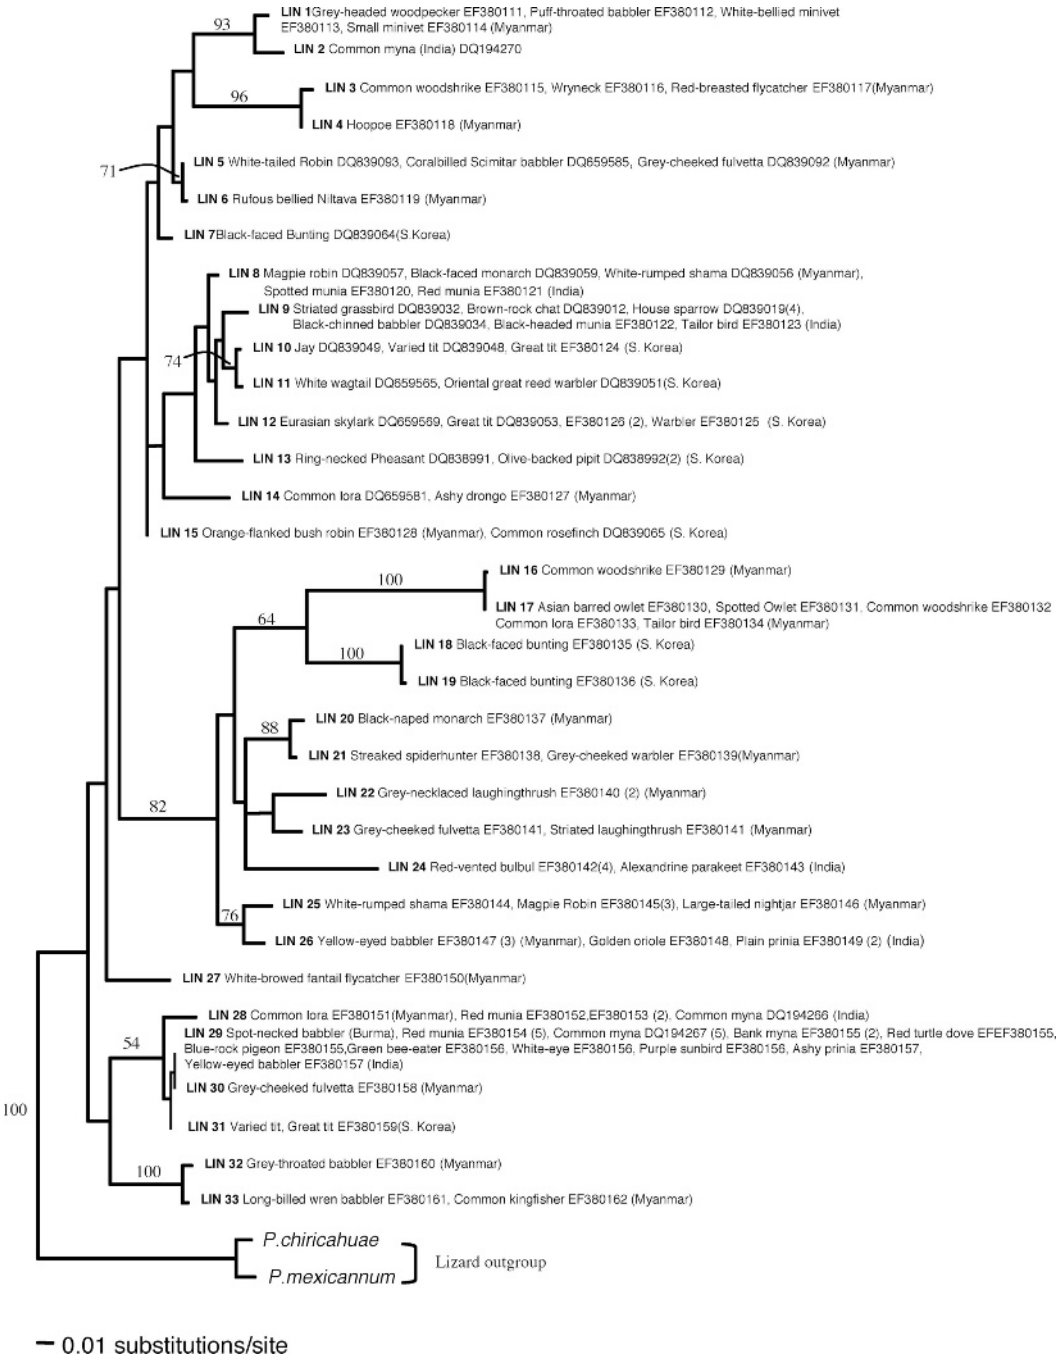 93
LIN 1Grey-headed woodpecker EF380111, Puff-throated babbler EF380112, White-bellied minivet
EF380113, Small minivet EF380114 (Myanmar)
LIN 2 Common myna (India) DQ194270
96
LIN 3 Common woodshrike EF380115, Wryneck EF380116, Red-breasted flycatcher EF380117(Myanmar)
LIN 4 Hoopoe EF380118 (Myanmar)
71
LIN 5 White-tailed Robin DQ839093, Coralbilled Scimitar babbler DQ659585, Grey-cheeked fulvetta DQ839092 (Myanmar)
LIN 6 Rufous bellied Niltava EF380119 (Myanmar)
LIN 7Black-faced Bunting DQ839064(S.Korea)
LIN 8 Magpie robin DQ839057, Black-faced monarch DQ839059, White-rumped shama DQ839056 (Myanmar),
Spotted munia EF380120, Red munia EF380121 (India)
LIN 9 Striated grassbird DQ839032, Brown-rock chat DQ839012, House sparrow DQ839019(4),
Black-chinned babbler DQ839034, Black-headed munia EF380122, Tailor bird EF380123 (India)
74
LIN 10 Jay DQ839049, Varied tit DQ839048, Great tit EF380124 (S. Korea)
LIN 11 White wagtail DQ659565, Oriental great reed warbler DQ839051(S. Korea)
LIN 12 Eurasian skylark DQ659569, Great tit DQ839053, EF380126 (2), Warbler EF380125 (S. Korea)
LIN 13 Ring-necked Pheasant DQ838991, Olive-backed pipit DQ838992(2) (S. Korea)
LIN 14 Common Iora DQ659581, Ashy drongo EF380127 (Myanmar)
LIN 15 Orange-flanked bush robin EF380128 (Myanmar), Common rosefinch DQ839065 (S. Korea)
100
LIN 16 Common woodshrike EF380129 (Myanmar)
LIN 17 Asian barred owlet EF380130, Spotted Owlet EF380131, Common woodshrike EF380132
Common Iora EF380133, Tailor bird EF380134 (Myanmar)
64
100
LIN 18 Black-faced bunting EF380135 (S. Korea)
LIN 19 Black-faced bunting EF380136 (S. Korea)
88
LIN 20 Black-naped monarch EF380137 (Myanmar)
LIN 21 Streaked spiderhunter EF380138, Grey-cheeked warbler EF380139(Myanmar)
82
LIN 22 Grey-necklaced laughingthrush EF380140 (2) (Myanmar)
LIN 23 Grey-cheeked fulvetta EF380141, Striated laughingthrush EF380141 (Myanmar)
LIN 24 Red-vented bulbul EF380142(4), Alexandrine parakeet EF380143 (India)
76
LIN 25 White-rumped shama EF380144, Magpie Robin EF380145(3), Large-tailed nightjar EF380146 (Myanmar)
LIN 26 Yellow-eyed babbler EF380147 (3) (Myanmar), Golden oriole EF380148, Plain prinia EF380149 (2) (India)
LIN 27 White-browed fantail flycatcher EF380150(Myanmar)
54
LIN 28 Common Iora EF380151(Myanmar), Red munia EF380152,EF380153 (2), Common myna DQ194266 (India)
LIN 29 Spot-necked babbler (Burma), Red munia EF380154 (5), Common myna DQ194267 (5), Bank myna EF380155 (2), Red turtle dove EFEF380155,
Blue-rock pigeon EF380155,Green bee-eater EF380156, White-eye EF380156, Purple sunbird EF380156, Ashy prinia EF380157,
Yellow-eyed babbler EF380157 (India)
LIN 30 Grey-cheeked fulvetta EF380158 (Myanmar)
100
LIN 31 Varied tit, Great tit EF380159(S. Korea)
100
LIN 32 Grey-throated babbler EF380160 (Myanmar)
LIN 33 Long-billed wren babbler EF380161, Common kingfisher EF380162 (Myanmar)
P.chiricahuae
P.mexicannum
Lizard outgroup
0.01 substitutions/site